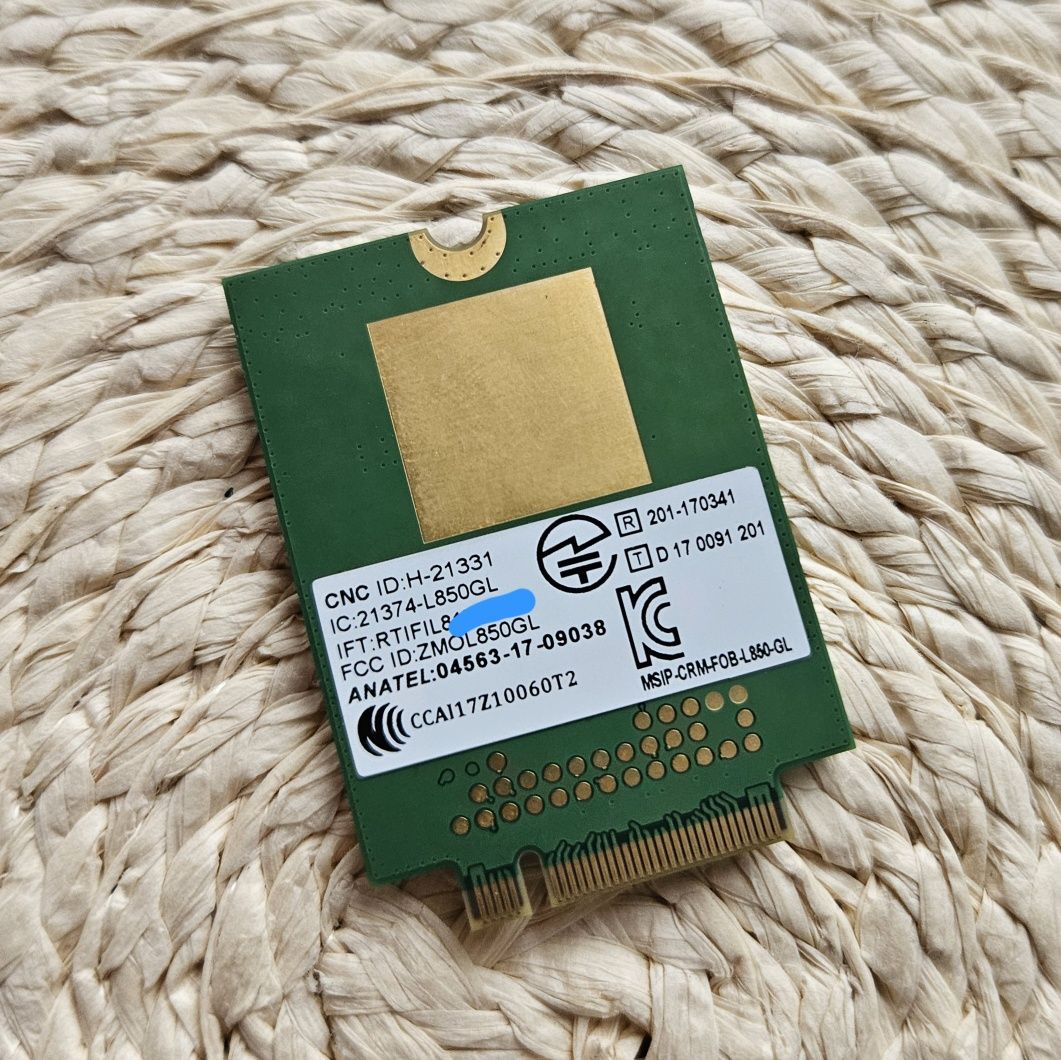 CNC ID:H-21331
IC:21374-L850GL
IFT:RTIFIL8
FCC ID:ZMOL850GL
ANATEL:04563-17-09038
CCAI17Z10060T2
R 201-170341
T D 17 0091 201
MSIP-CRM-FOB-L850-GL